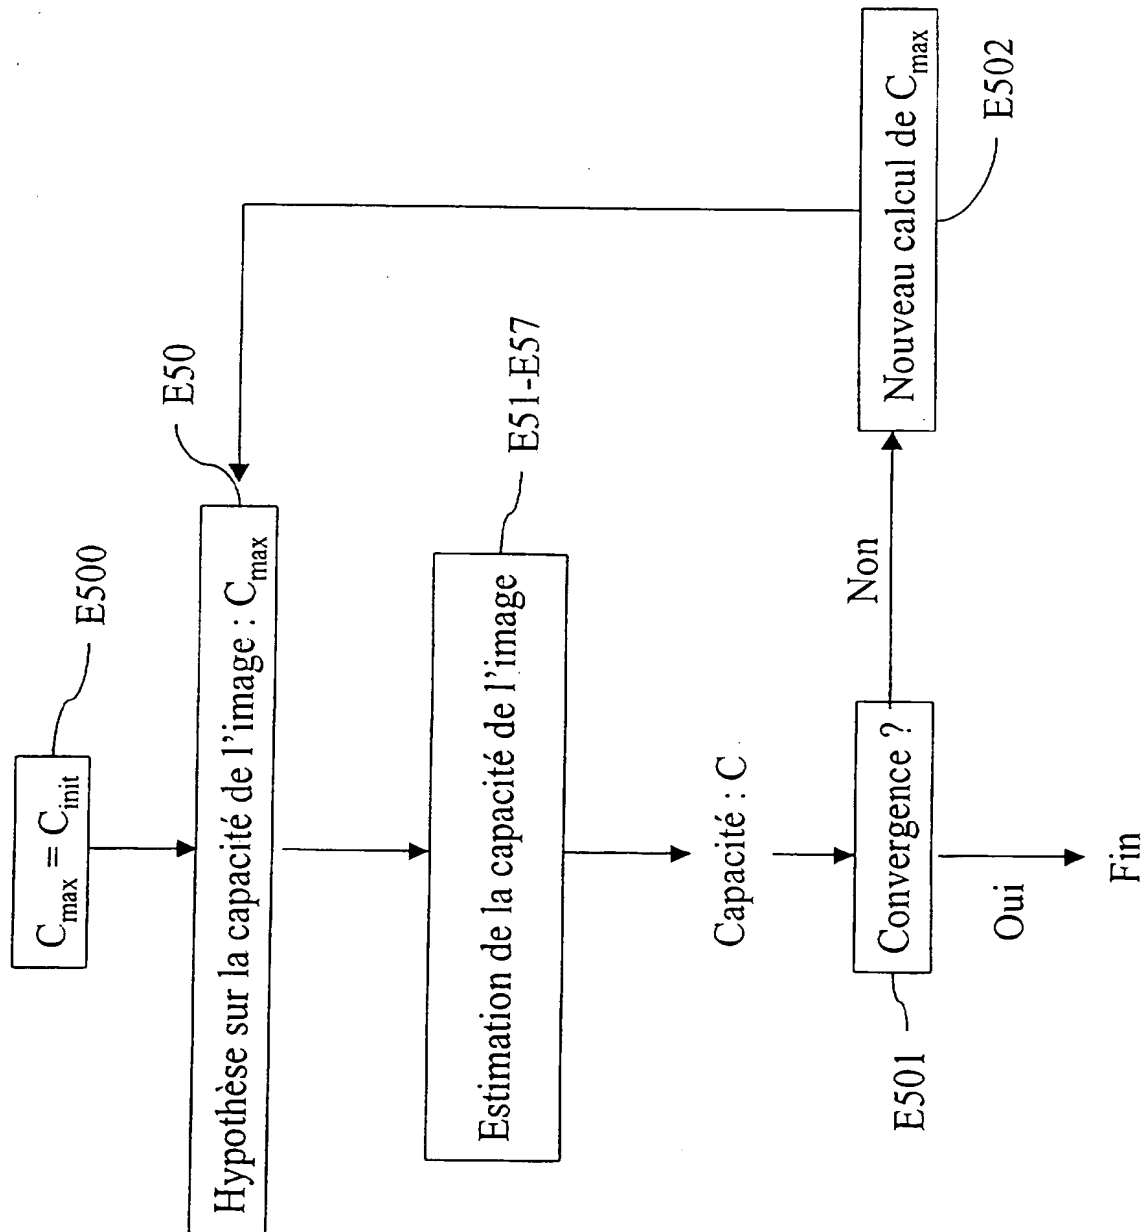 C_max = C_init
E500
Hypothèse sur la capacité de l'image : C_max
E50
Estimation de la capacité de l'image
E51-E57
Capacité : C
Convergence ?
E501
Non
Nouveau calcul de C_max
E502
Oui
Fin